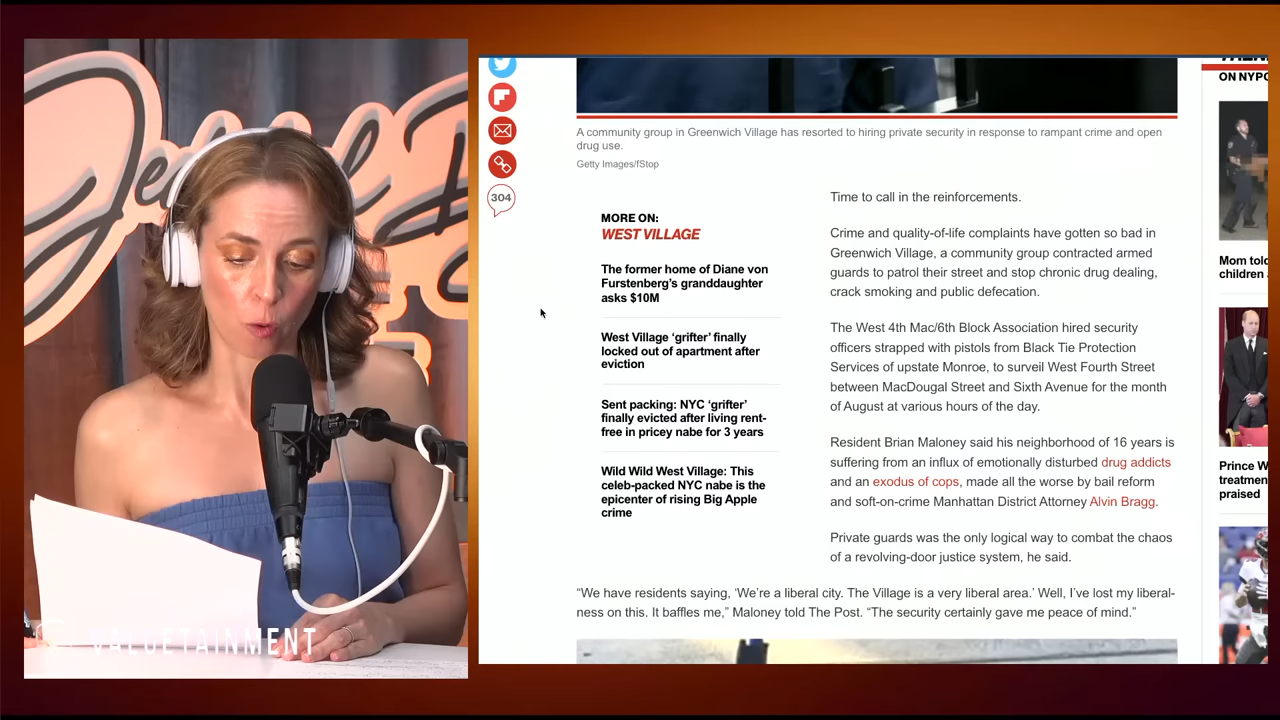 ON NYPO
A community group in Greenwich Village has resorted to hiring private security in response to rampant crime and open
drug use.
Getty Images/fStop
304
MORE ON:
WEST VILLAGE
The former home of Diane von
Furstenberg's granddaughter
asks $10M
West Village 'grifter' finally
locked out of apartment after
eviction
Sent packing: NYC 'grifter'
finally evicted after living rent-
free in pricey nabe for 3 years
Wild Wild West Village: This
celeb-packed NYC nabe is the
epicenter of rising Big Apple
crime
Time to call in the reinforcements.
Crime and quality-of-life complaints have gotten so bad in
Greenwich Village, a community group contracted armed
guards to patrol their street and stop chronic drug dealing,
crack smoking and public defecation.
The West 4th Mac/6th Block Association hired security
officers strapped with pistols from Black Tie Protection
Services of upstate Monroe, to surveil West Fourth Street
between MacDougal Street and Sixth Avenue for the month
of August at various hours of the day.
Resident Brian Maloney said his neighborhood of 16 years is
suffering from an influx of emotionally disturbed drug addicts
and an exodus of cops, made all the worse by bail reform
and soft-on-crime Manhattan District Attorney Alvin Bragg.
Private guards was the only logical way to combat the chaos
of a revolving-door justice system, he said.
“We have residents saying, ‘We’re a liberal city. The Village is a very liberal area.’ Well, I’ve lost my liberal-
ness on this. It baffles me,” Maloney told The Post. “The security certainly gave me peace of mind.”
Mom told
children
Prince W
treatmen
praised
VALUETAINMENT